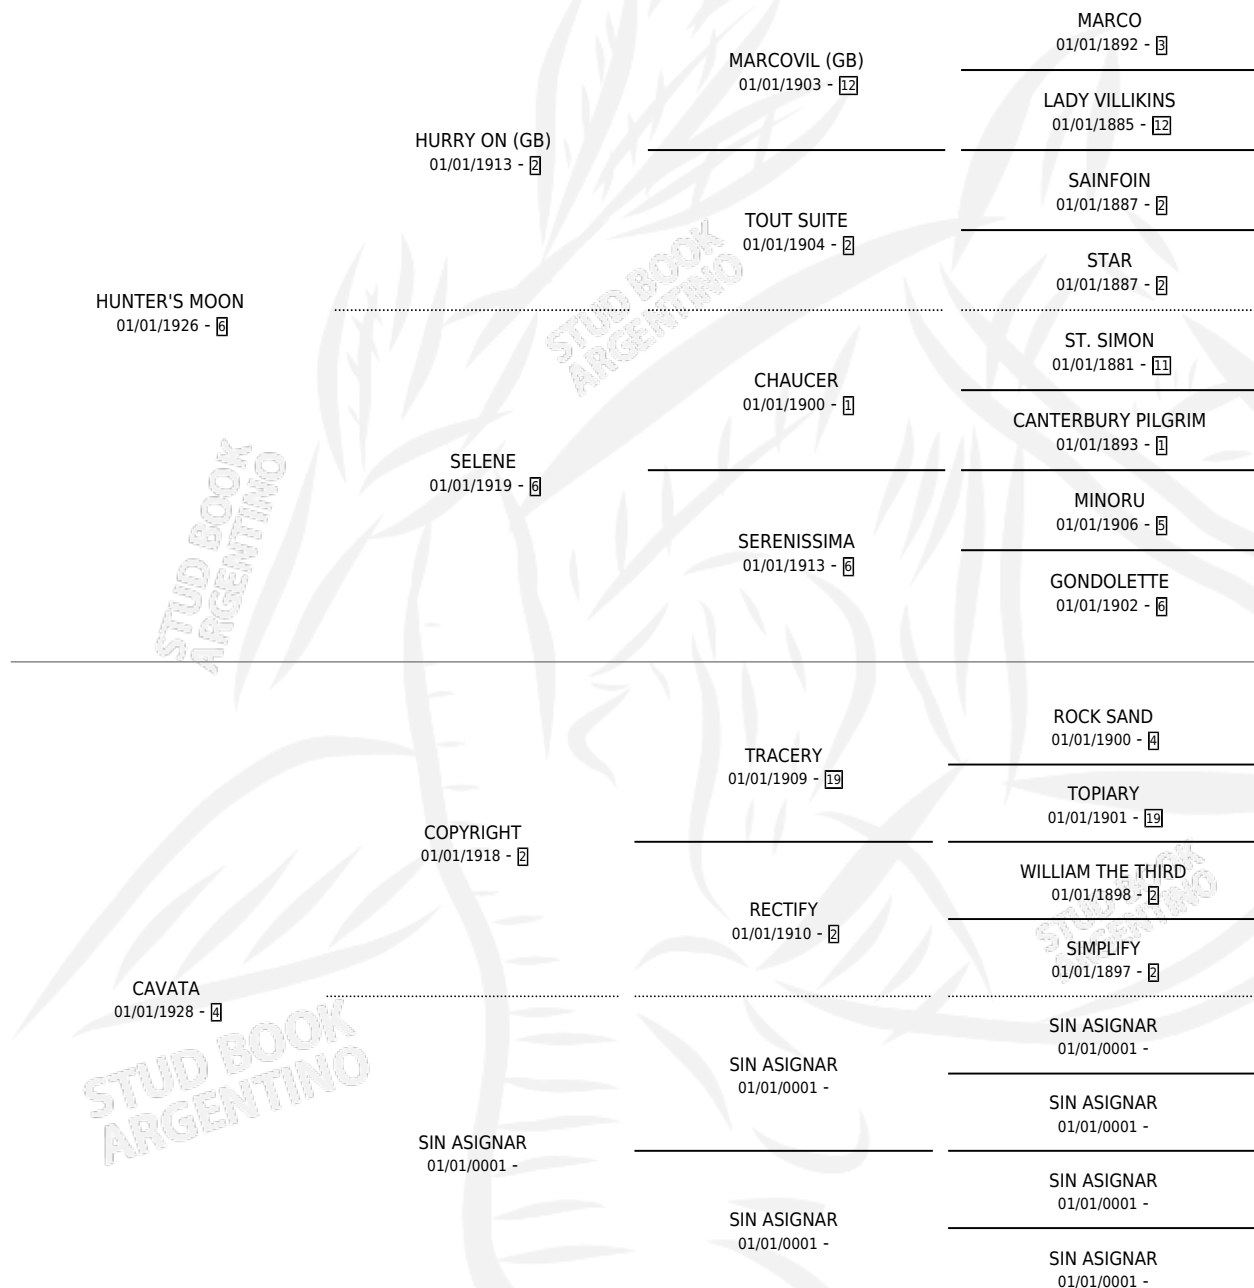 MARCO
01/01/1892 - 3
MARCOVIL (GB)
01/01/1903 - 12
LADY VILLIKINS
01/01/1885 - 12
HURRY ON (GB)
01/01/1913 - 2
SAINFOIN
01/01/1887 - 2
TOUT SUITE
01/01/1904 - 2
STAR
01/01/1887 - 2
HUNTER'S MOON
01/01/1926 - 6
ST. SIMON
01/01/1881 - 11
CHAUCER
01/01/1900 - 1
CANTERBURY PILGRIM
01/01/1893 - 1
SELENE
01/01/1919 - 6
MINORU
01/01/1906 - 5
SERENISSIMA
01/01/1913 - 6
GONDOLETTE
01/01/1902 - 6
ROCK SAND
01/01/1900 - 4
TRACERY
01/01/1909 - 19
TOPIARY
01/01/1901 - 19
COPYRIGHT
01/01/1918 - 2
WILLIAM THE THIRD
01/01/1898 - 2
RECTIFY
01/01/1910 - 2
SIMPLIFY
01/01/1897 - 2
CAVATA
01/01/1928 - 4
SIN ASIGNAR
01/01/0001 -
SIN ASIGNAR
01/01/0001 -
SIN ASIGNAR
01/01/0001 -
SIN ASIGNAR
01/01/0001 -
SIN ASIGNAR
01/01/0001 -
SIN ASIGNAR
01/01/0001 -
SIN ASIGNAR
01/01/0001 -
STUD BOOK
ARGENTINO
STUD BOOK
ARGENTINO
STUD BOOK
ARGENTINO
STUD BOOK
ARGENTINO